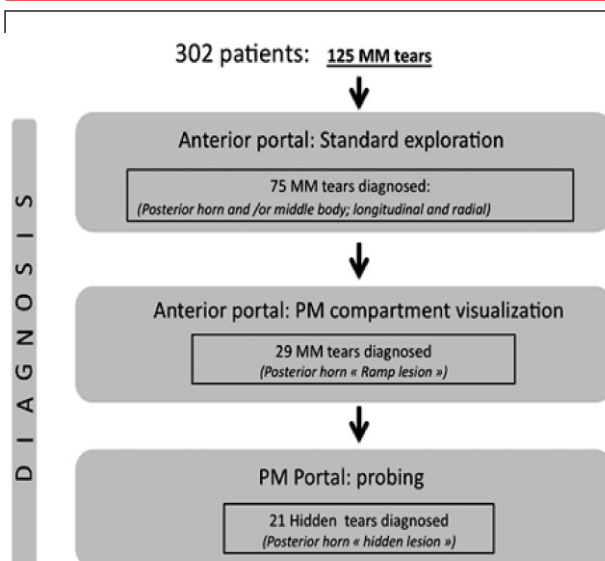 302 patients: 125 MM tears
Anterior portal: Standard exploration
75 MM tears diagnosed:
(Posterior horn and /or middle body; longitudinal and radial)
Anterior portal: PM compartment visualization
29 MM tears diagnosed
(Posterior horn « Ramp lesion »)
PM Portal: probing
21 Hidden tears diagnosed
(Posterior horn « hidden lesion »)
DIAGNOSIS